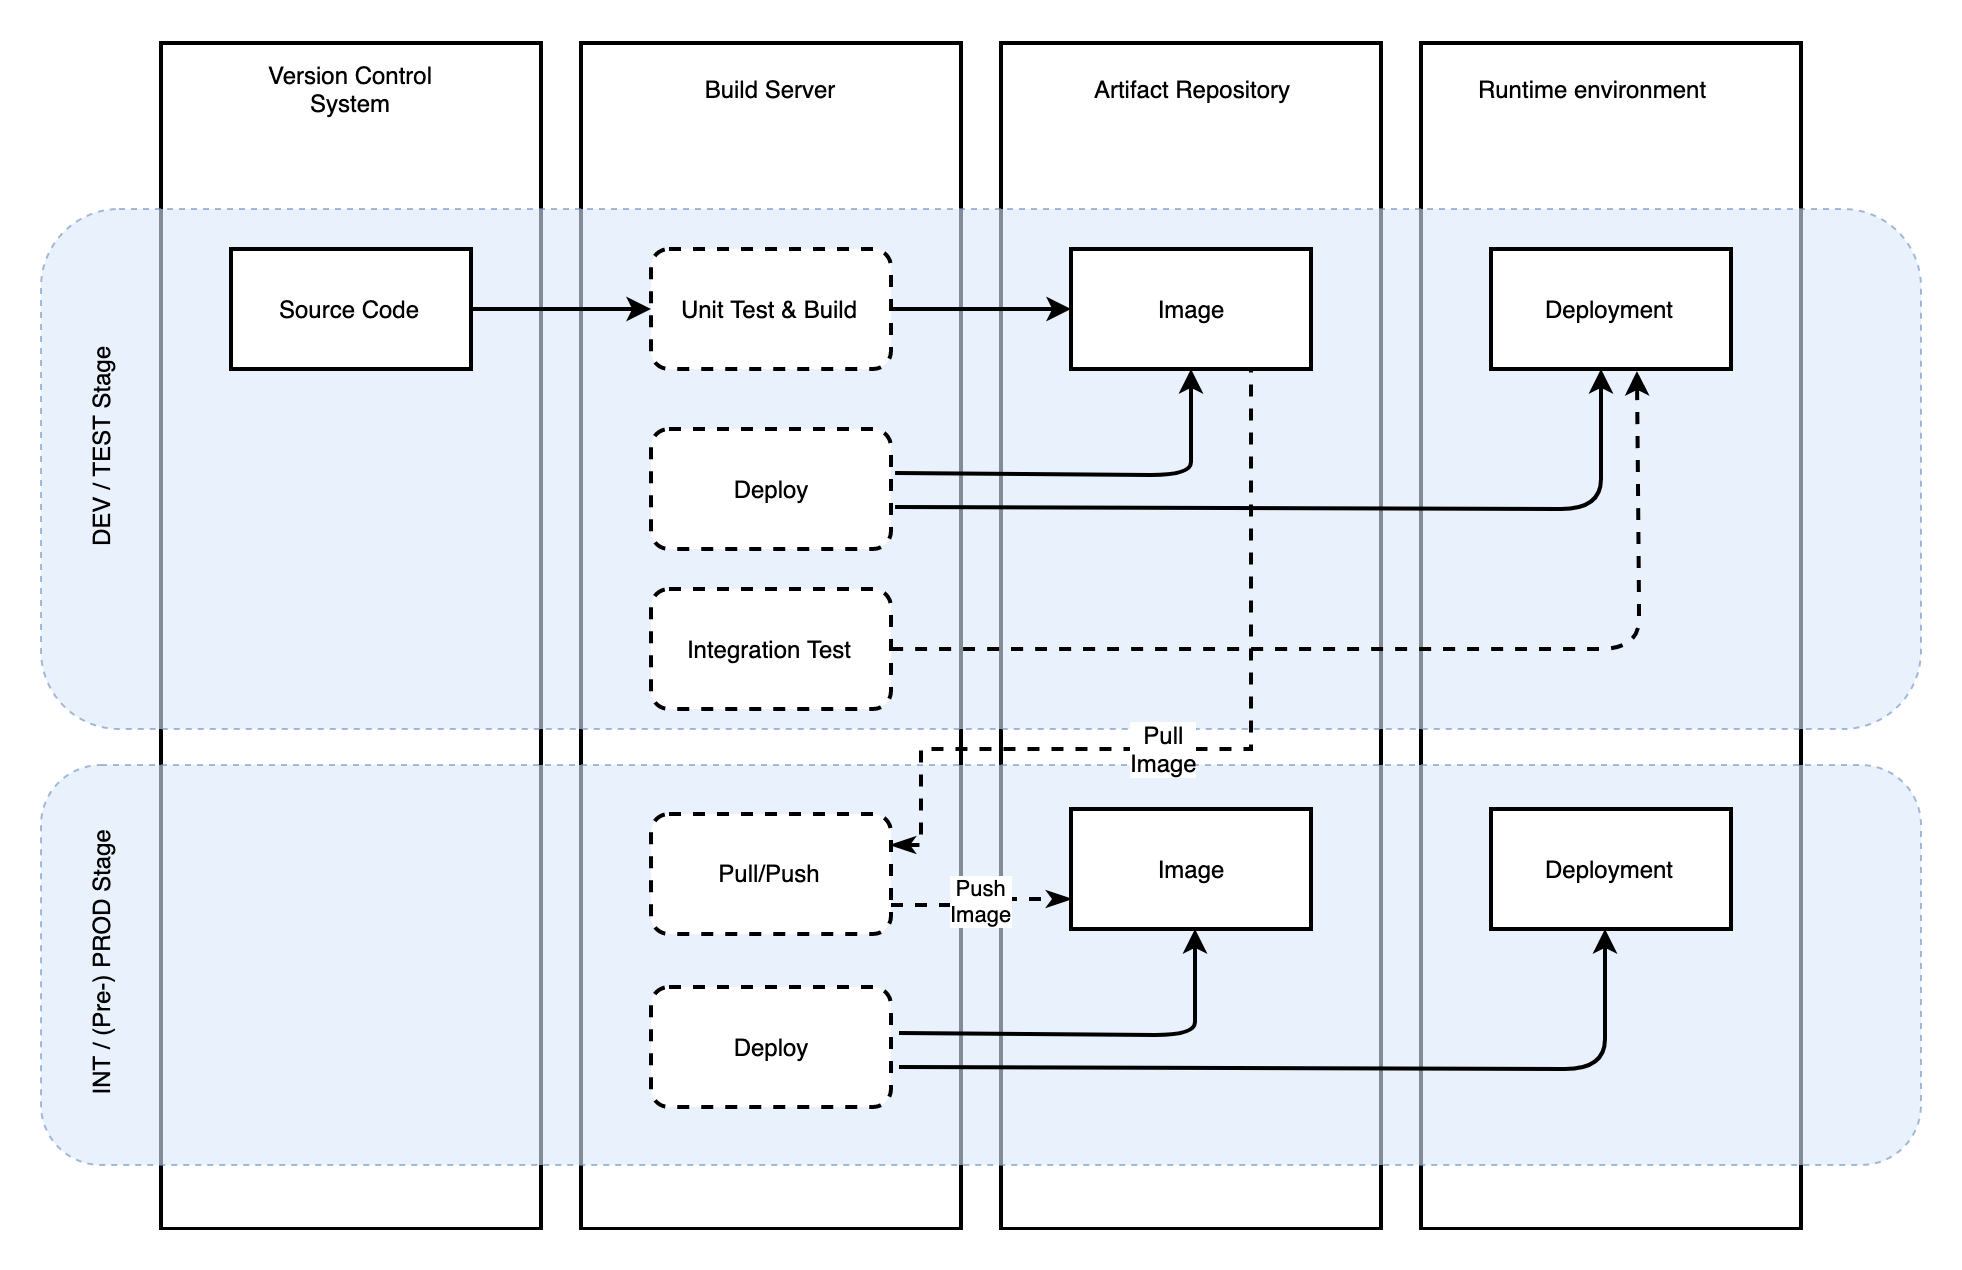 Version Control
System
Build Server
Artifact Repository
Runtime environment
DEV / TEST Stage
Source Code
Unit Test & Build
Image
Deployment
Deploy
Integration Test
Pull
Image
INT / (Pre-) PROD Stage
Pull/Push
Push
Image
Image
Deployment
Deploy